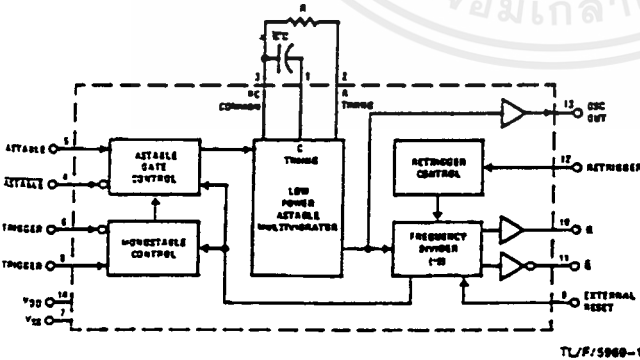 R
3
1
2
RC
COMMON
R
TIMING
13
OSC
OUT
ASTABLE
5
ASTABLE
4
ASTABLE
GATE
CONTROL
C
TIMING
LOW
POWER
ASTABLE
MULTIVIBRATOR
RETRIGGER
CONTROL
12
RETRIGGER
TRIGGER
6
TRIGGER
8
MONOSTABLE
CONTROL
FREQUENCY
DIVIDER
(÷2)
10
Q
11
Q̅
VDD
14
VSS
7
9
EXTERNAL
RESET
TL/F/5969-1